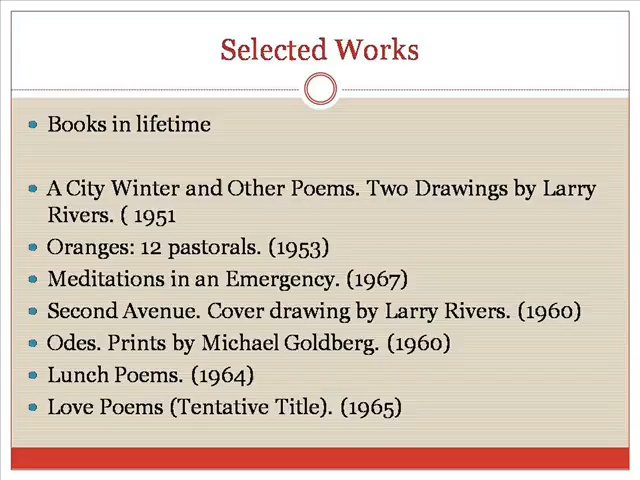 Selected Works
Books in lifetime
A City Winter and Other Poems. Two Drawings by Larry
Rivers. ( 1951
Oranges: 12 pastorals. (1953)
Meditations in an Emergency. (1967)
Second Avenue. Cover drawing by Larry Rivers. (1960)
Odes. Prints by Michael Goldberg. (1960)
Lunch Poems. (1964)
Love Poems (Tentative Title). (1965)